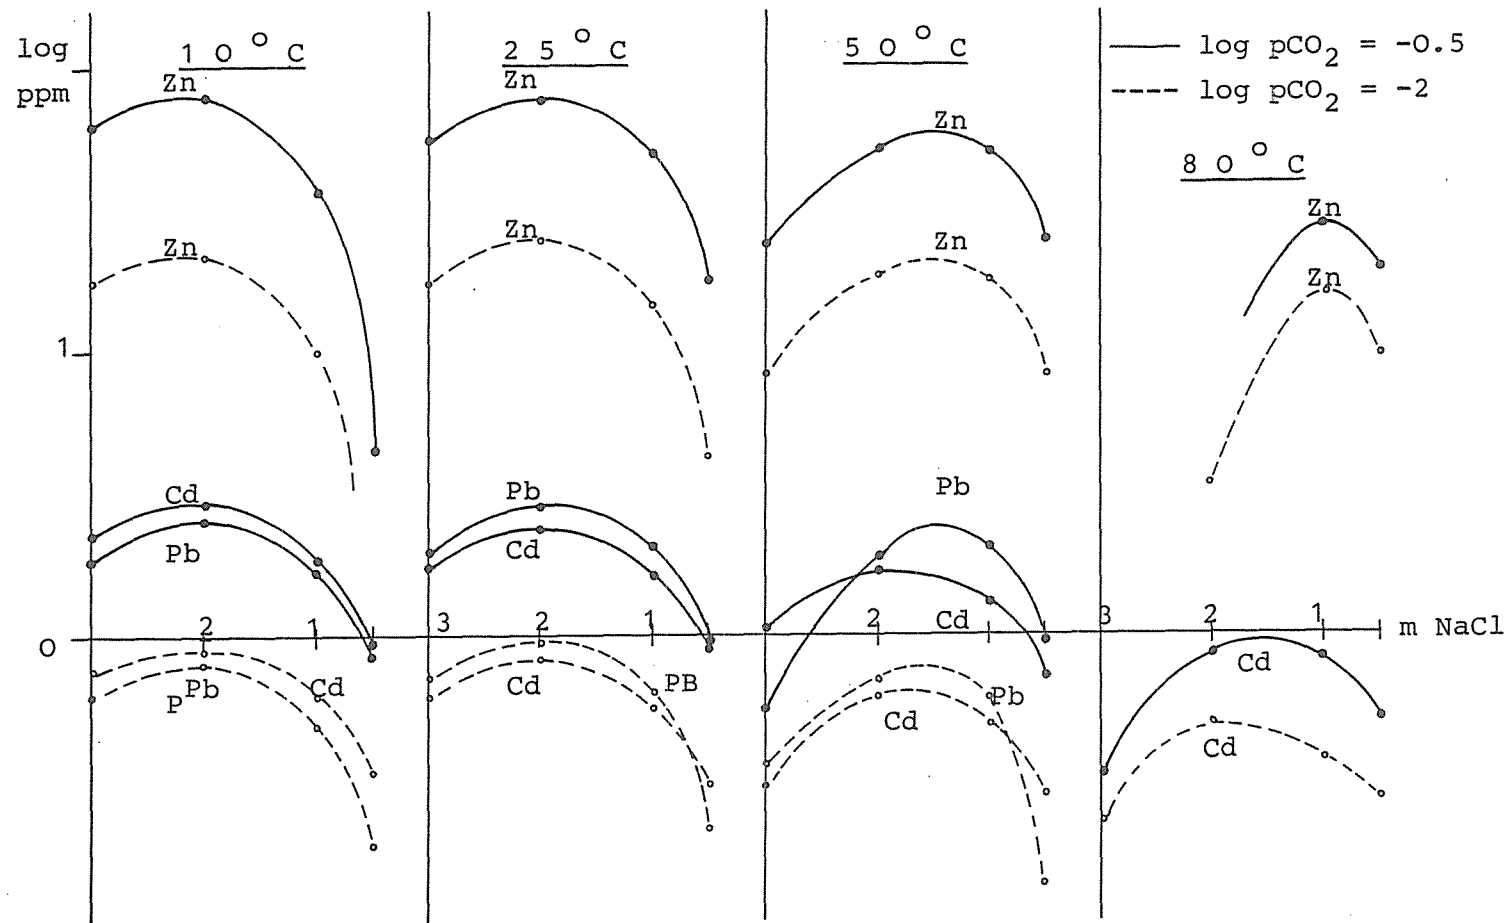 log
ppm
1 0 ° C
2 5 ° C
5 0 ° C
8 0 ° C
—— log pCO2 = -0.5
---- log pCO2 = -2
Zn
Zn
Zn
Zn
Zn
Zn
Zn
Zn
1
Cd
Pb
Pb
Cd
Pb
Cd
0
2
1
3
2
1
2
3
2
1
m NaCl
P Pb
Cd
Cd
PB
Cd
Pb
Cd
Cd